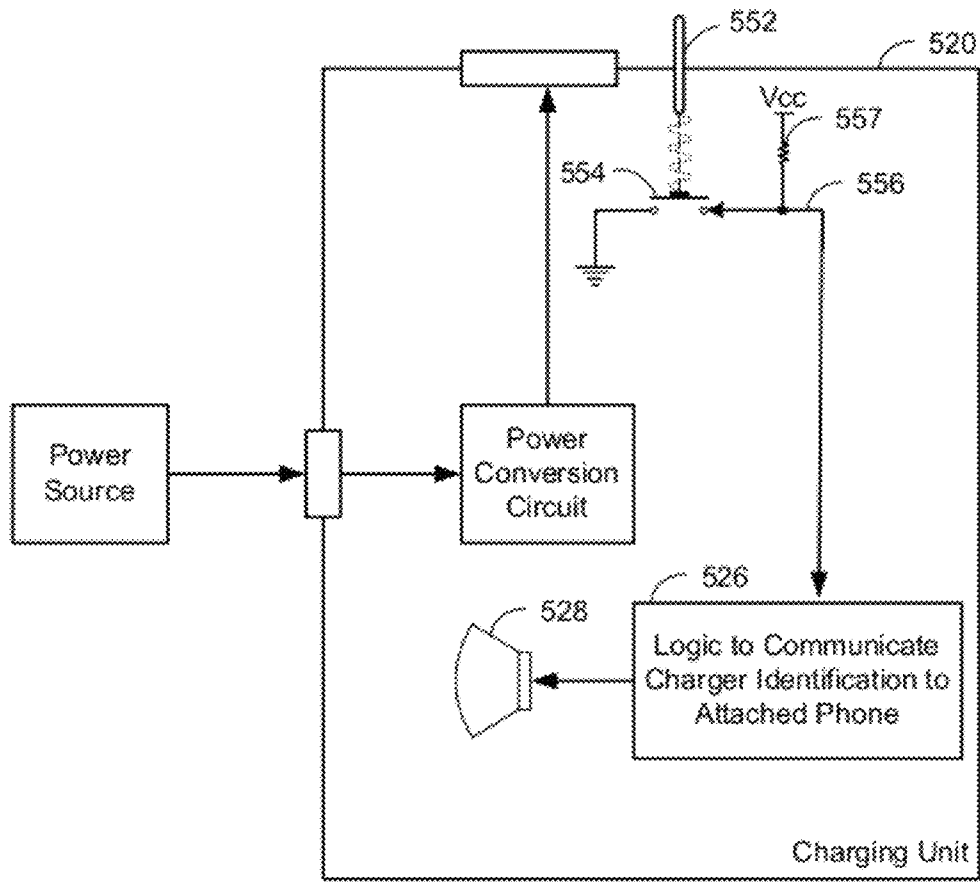 552
520
Vcc
557
554
556
Power
Source
Power
Conversion
Circuit
526
528
Logic to Communicate
Charger Identification to
Attached Phone
Charging Unit